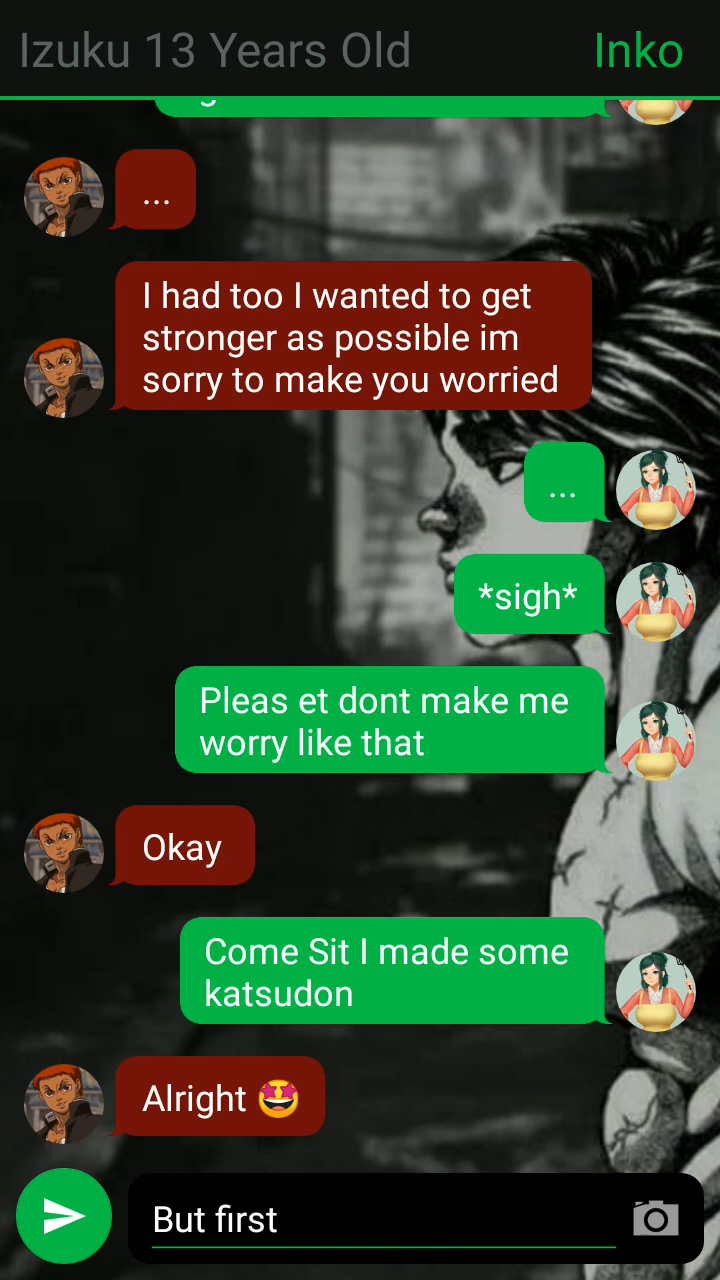 Izuku 13 Years Old
Inko
...
I had too I wanted to get
stronger as possible im
sorry to make you worried
...
*sigh*
Pleas et dont make me
worry like that
Okay
Come Sit I made some
katsudon
Alright 🤩
But first